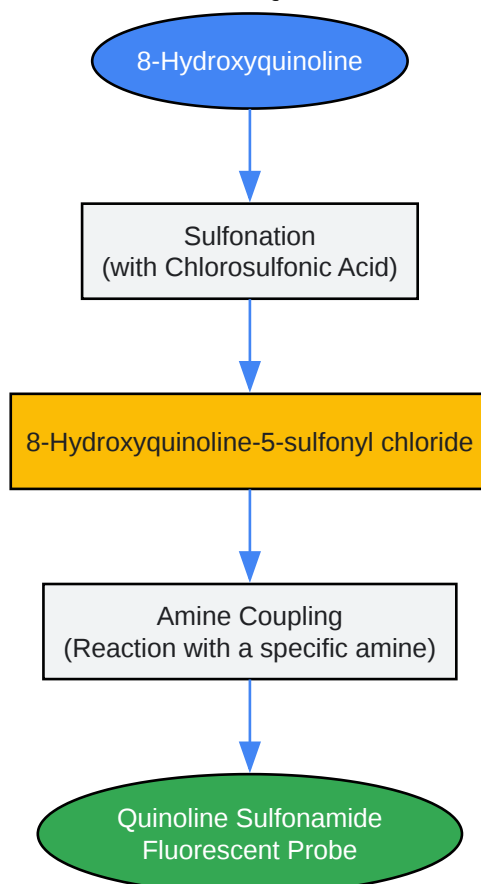 8-Hydroxyquinoline
Sulfonation
(with Chlorosulfonic Acid)
8-Hydroxyquinoline-5-sulfonyl chloride
Amine Coupling
(Reaction with a specific amine)
Quinoline Sulfonamide
Fluorescent Probe